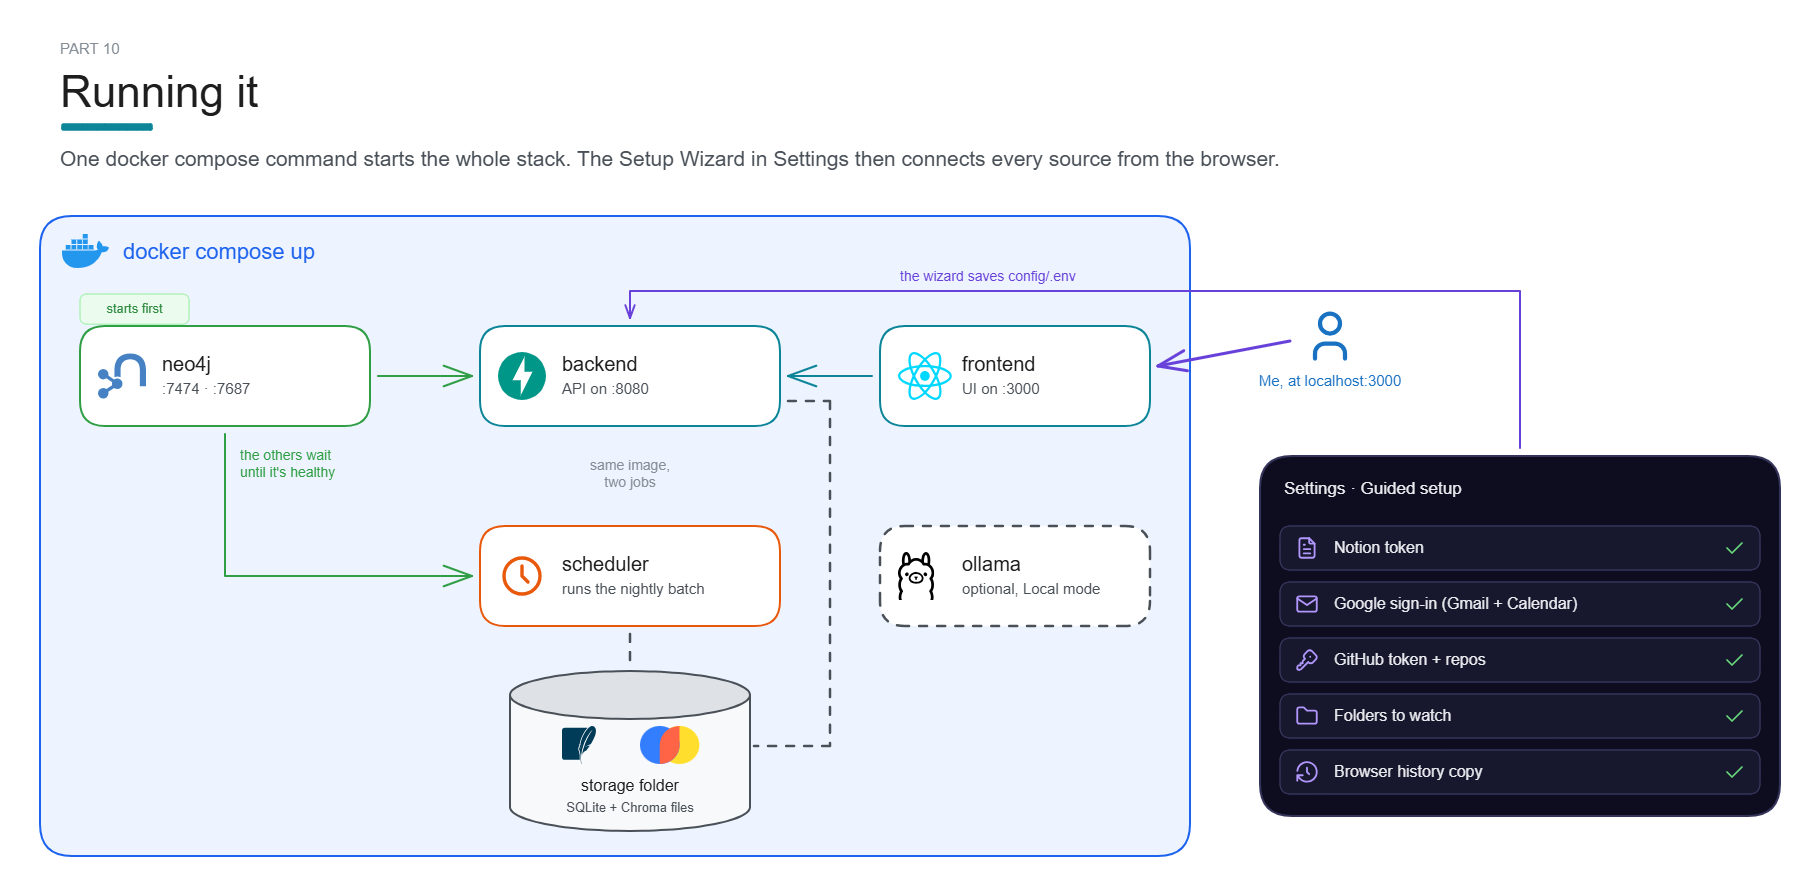 PART 10
Running it
One docker compose command starts the whole stack. The Setup Wizard in Settings then connects every source from the browser.
docker compose up
the wizard saves config/.env
starts first
neo4j
:7474 · :7687
backend
API on :8080
frontend
UI on :3000
Me, at localhost:3000
the others wait
until it's healthy
same image,
two jobs
scheduler
runs the nightly batch
ollama
optional, Local mode
storage folder
SQLite + Chroma files
Settings · Guided setup
Notion token
Google sign-in (Gmail + Calendar)
GitHub token + repos
Folders to watch
Browser history copy